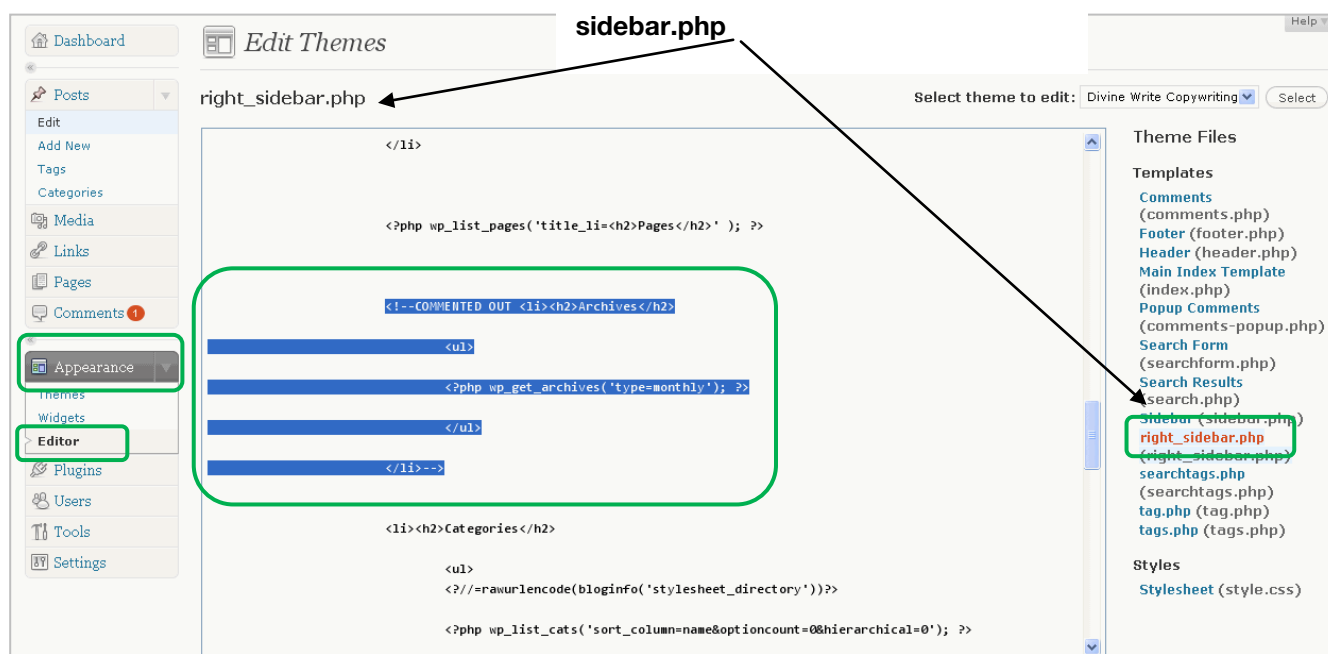 sidebar.php
Help
Dashboard
Edit Themes
Posts
Edit
Add New
Tags
Categories
Media
Links
Pages
Comments 1
Appearance
Themes
Widgets
Editor
Plugins
Users
Tools
Settings
right_sidebar.php
Select theme to edit: Divine Write Copywriting Select
</li>
<?php wp_list_pages('title_li=<h2>Pages</h2>' ); ?>
<!--COMMENTED OUT <li><h2>Archives</h2>
<ul>
<?php wp_get_archives('type=monthly'); ?>
</ul>
</li>-->
<li><h2>Categories</h2>
<ul>
<?//=rawurlencode(bloginfo('stylesheet_directory'))?>
<?php wp_list_cats('sort_column=name&optioncount=0&hierarchical=0'); ?>
Theme Files
Templates
Comments
(comments.php)
Footer (footer.php)
Header (header.php)
Main Index Template
(index.php)
Popup Comments
(comments-popup.php)
Search Form
(searchform.php)
Search Results
(search.php)
Sidebar (sidebar.php)
right_sidebar.php
(right_sidebar.php)
searchtags.php
(searchtags.php)
tag.php (tag.php)
tags.php (tags.php)
Styles
Stylesheet (style.css)